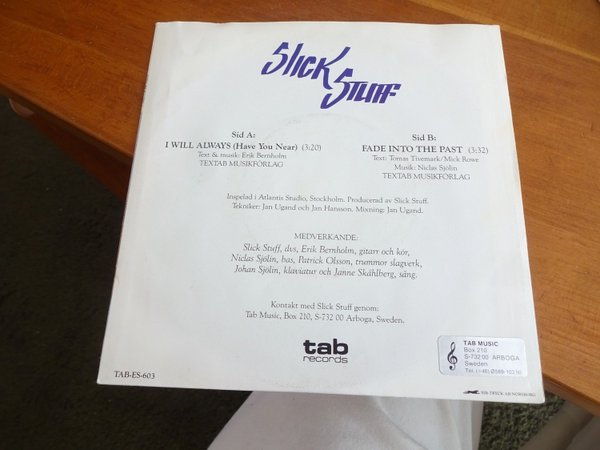 Slick Stuff
Sid A:
I WILL ALWAYS (Have You Near) (3:20)
Text & musik: Erik Bernholm
TEXTAB MUSIKFÖRLAG
Sid B:
FADE INTO THE PAST (3:32)
Text: Tomas Tivemark/Mick Rowe
Musik: Niclas Sjölin
TEXTAB MUSIKFÖRLAG
Inspelad i Atlantis Studio, Stockholm. Producerad av Slick Stuff.
Tekniker: Jan Ugand och Jan Hansson. Mixning: Jan Ugand.
MEDVERKANDE:
Slick Stuff, dvs, Erik Bernholm, gitarr och kör,
Niclas Sjölin, bas, Patrick Olsson, trummor slagverk,
Johan Sjölin, klaviatur och Janne Skåhlberg, sång.
Kontakt med Slick Stuff genom:
Tab Music, Box 210, S-732 00 Arboga, Sweden.
tab
records
TAB-ES-603
TAB MUSIC
Box 210
S-732 00 ARBOGA
Sweden
Tel. (+46)